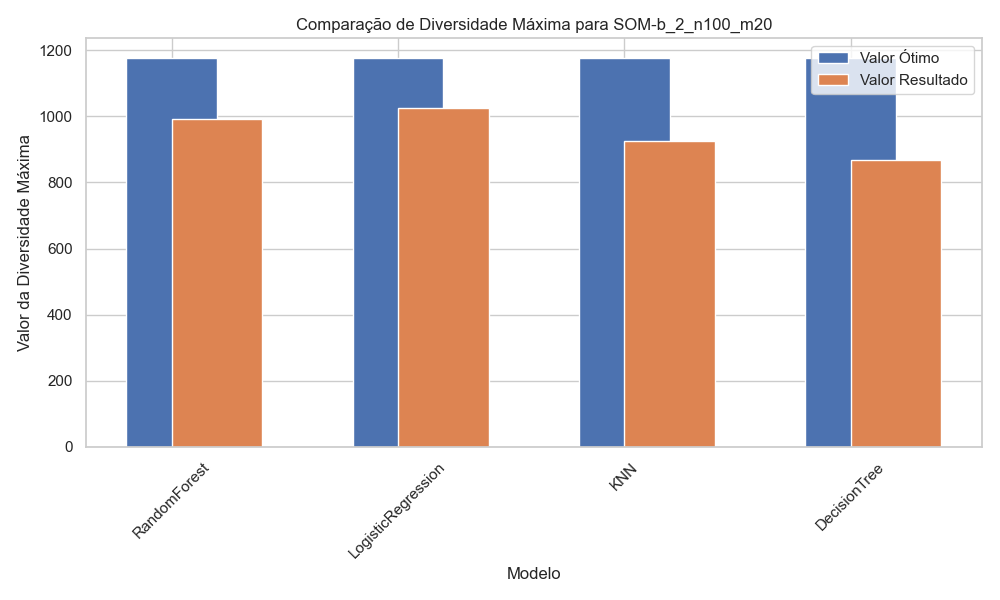 Comparação de Diversidade Máxima para SOM-b_2_n100_m20
Valor Ótimo
Valor Resultado
Valor da Diversidade Máxima
1200
1000
800
600
400
200
0
RandomForest
LogisticRegression
KNN
DecisionTree
Modelo